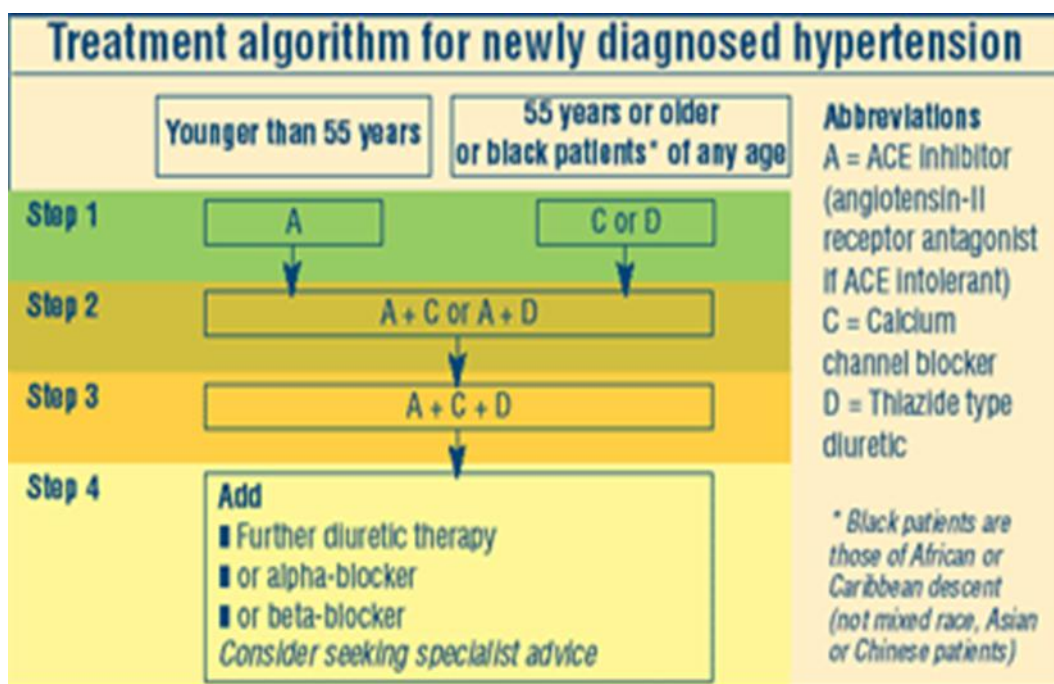 Treatment algorithm for newly diagnosed hypertension
Younger than 55 years
55 years or older
or black patients* of any age
Step 1
A
C or D
Step 2
A + C or A + D
Step 3
A + C + D
Step 4
Add
▮ Further diuretic therapy
▮ or alpha-blocker
▮ or beta-blocker
Consider seeking specialist advice
Abbreviations
A = ACE Inhibitor
(angiotensin-II
receptor antagonist
if ACE intolerant)
C = Calcium
channel blocker
D = Thiazide type
diuretic
* Black patients are
those of African or
Caribbean descent
(not mixed race, Asian
or Chinese patients)